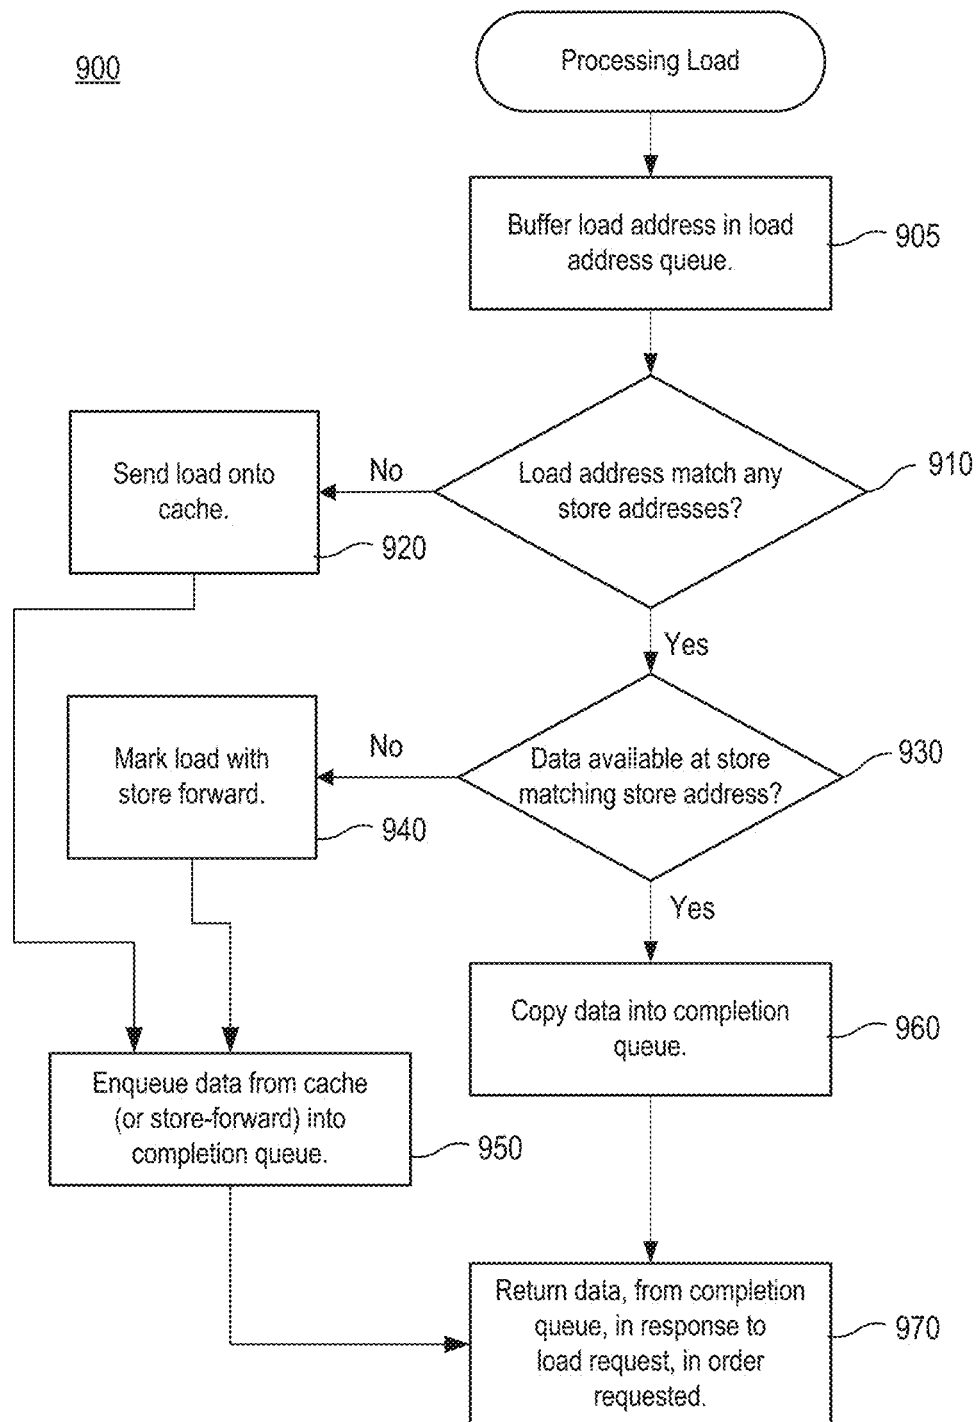 900
Processing Load
Buffer load address in load
address queue.
905
Load address match any
store addresses?
910
No
Send load onto
cache.
920
Yes
Data available at store
matching store address?
930
No
Mark load with
store forward.
940
Yes
Copy data into completion
queue.
960
Enqueue data from cache
(or store-forward) into
completion queue.
950
Return data, from completion
queue, in response to
load request, in order
requested.
970